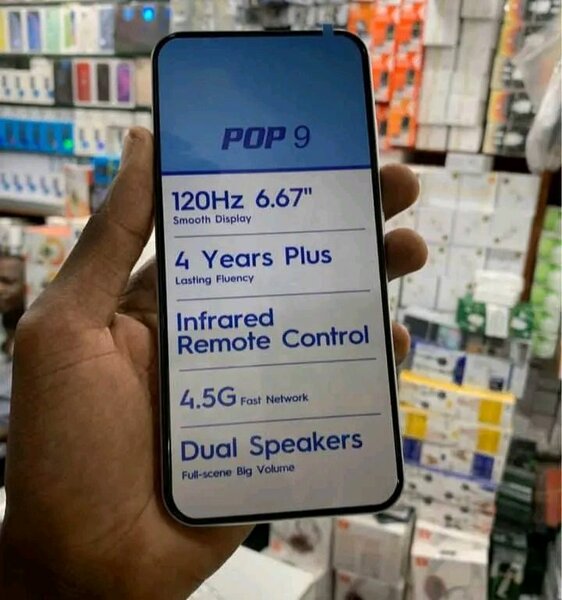 POP 9
120Hz 6.67"
Smooth Display
4 Years Plus
Lasting Fluency
Infrared
Remote Control
4.5G Fast Network
Dual Speakers
Full-scene Big Volume